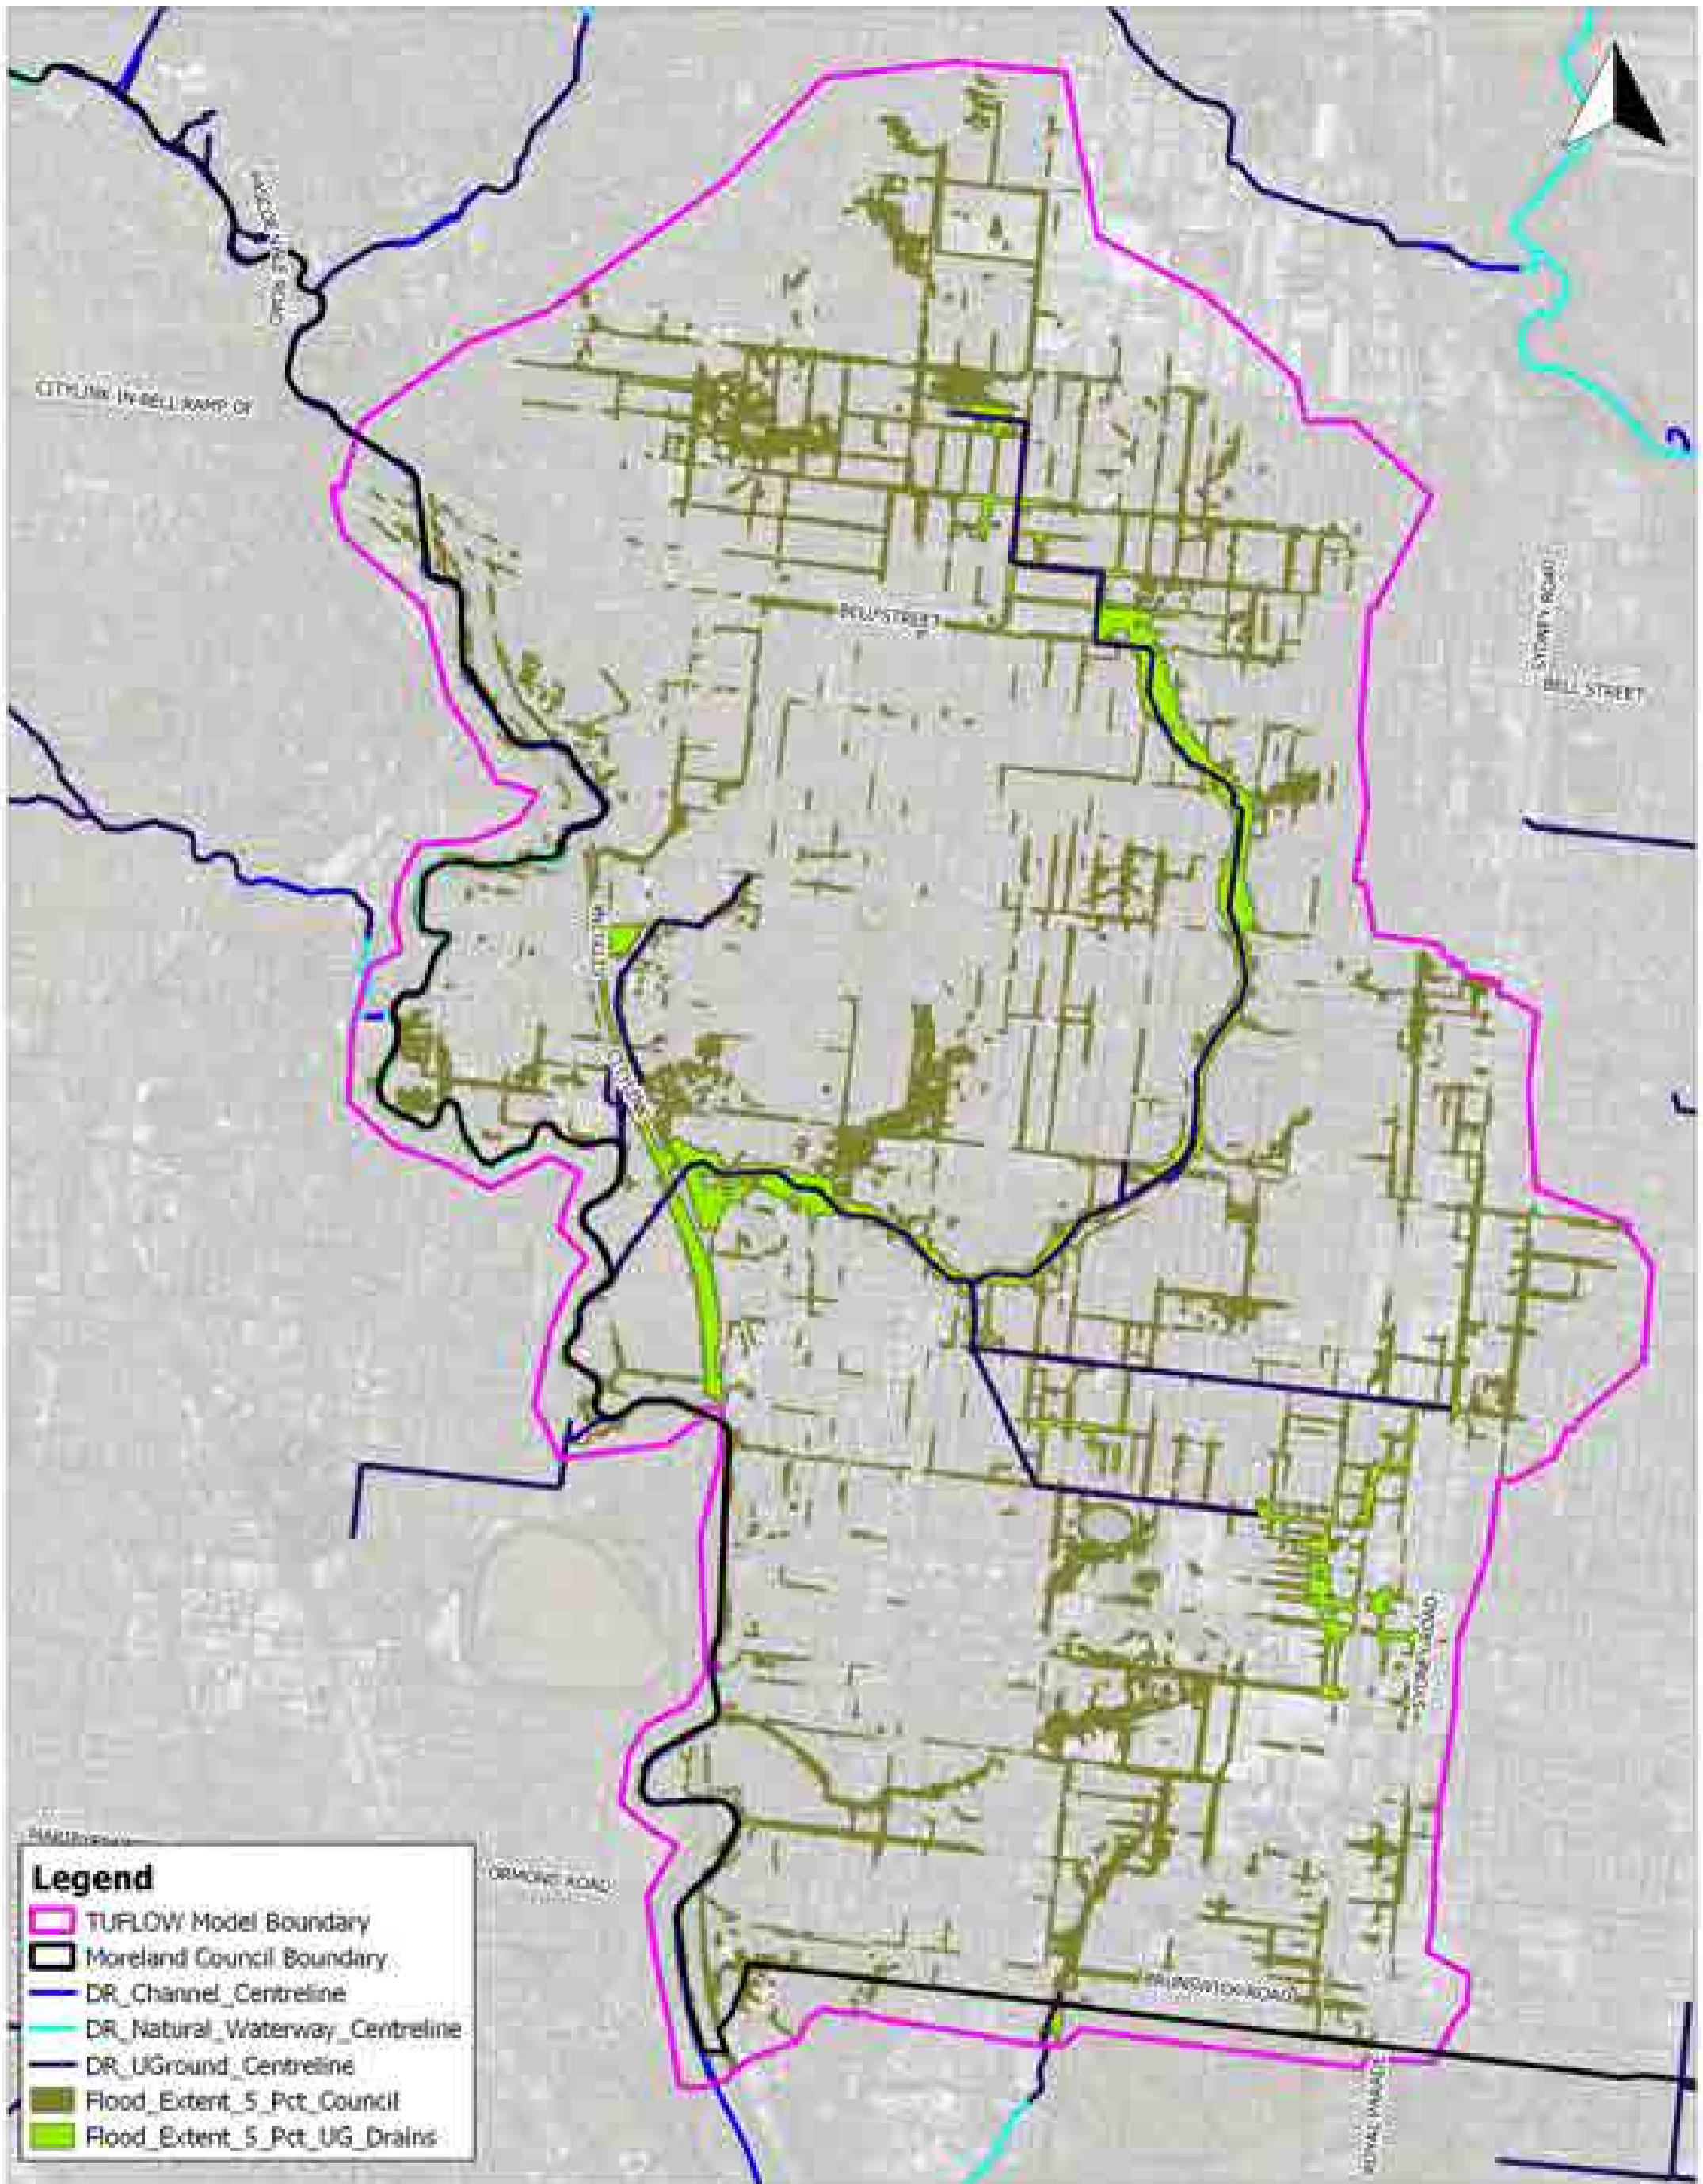 CITYLINK IN-BELL RAMP OF
BELL STREET
SYDNEY ROAD
BELL STREET
SYDNEY ROAD
ORMOND ROAD
BRUNSWICK ROAD
Legend
TUFLOW Model Boundary
Moreland Council Boundary
DR_Channel_Centreline
DR_Natural_Waterway_Centreline
DR_UGround_Centreline
Flood_Extent_5_Pct_Council
Flood_Extent_5_Pct_UG_Drains